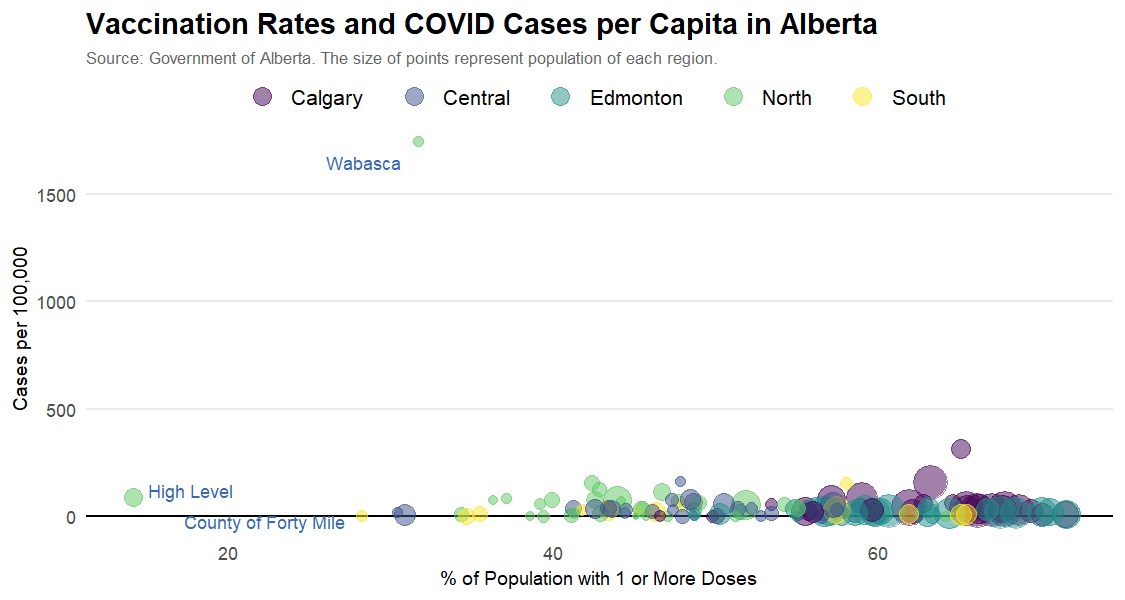 Vaccination Rates and COVID Cases per Capita in Alberta
Source: Government of Alberta. The size of points represent population of each region.
Calgary Central Edmonton North South
Wabasca
1500
1000
Cases per 100,000
500
High Level
County of Forty Mile
0
20 40 60
% of Population with 1 or More Doses